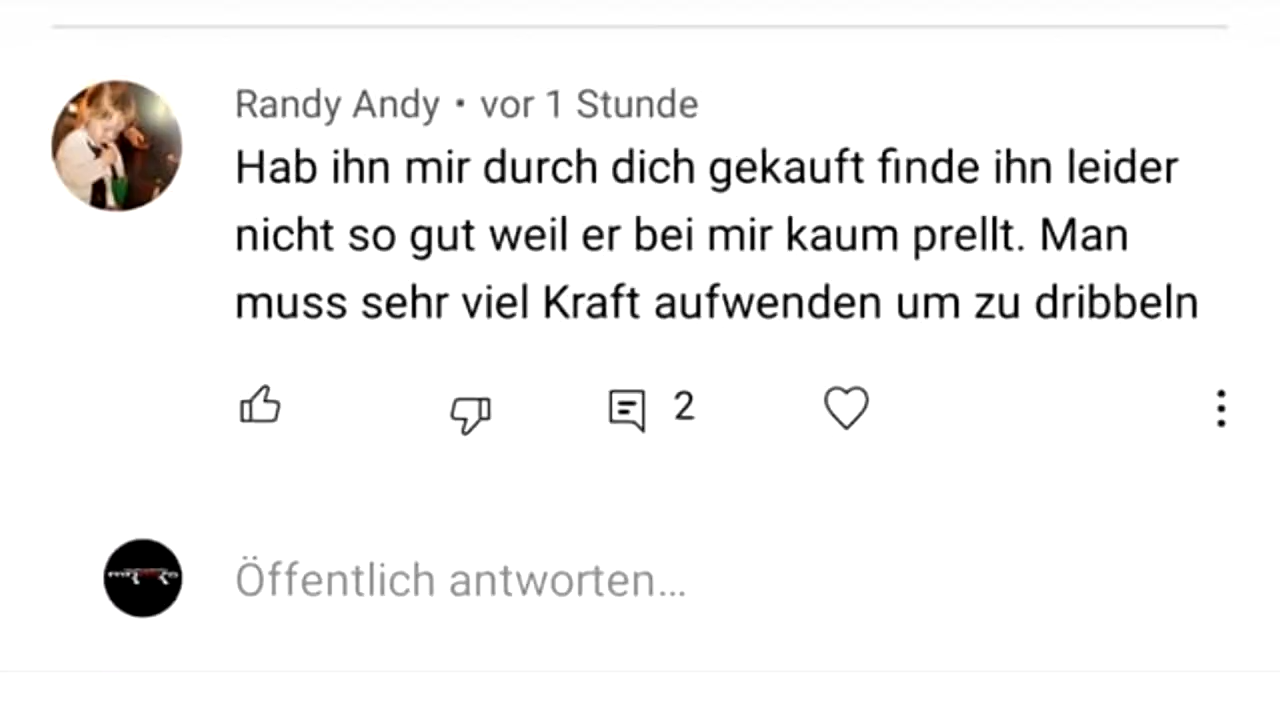 Randy Andy • vor 1 Stunde
Hab ihn mir durch dich gekauft finde ihn leider
nicht so gut weil er bei mir kaum prellt. Man
muss sehr viel Kraft aufwenden um zu dribbeln
2
Öffentlich antworten...